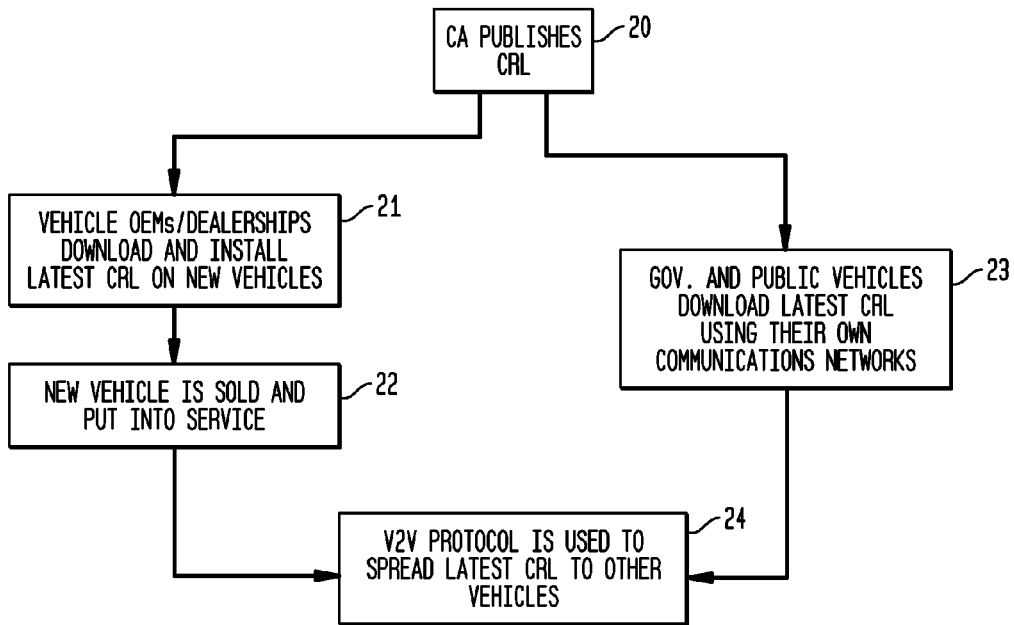 CA PUBLISHES
CRL
20
VEHICLE OEMs/DEALERSHIPS
DOWNLOAD AND INSTALL
LATEST CRL ON NEW VEHICLES
21
GOV. AND PUBLIC VEHICLES
DOWNLOAD LATEST CRL
USING THEIR OWN
COMMUNICATIONS NETWORKS
23
NEW VEHICLE IS SOLD AND
PUT INTO SERVICE
22
V2V PROTOCOL IS USED TO
SPREAD LATEST CRL TO OTHER
VEHICLES
24